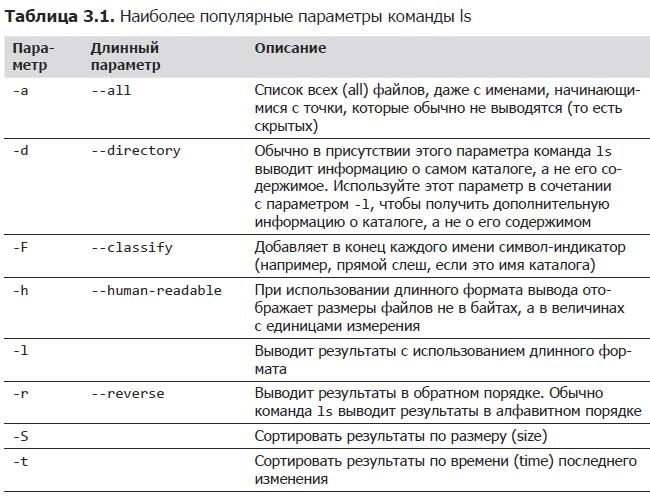 Таблица 3.1. Наиболее популярные параметры команды ls
Пара- Длинный Описание
метр параметр
-a --all Список всех (all) файлов, даже с именами, начинающи-
мися с точки, которые обычно не выводятся (то есть
скрытых)
-d --directory Обычно в присутствии этого параметра команда ls
выводит информацию о самом каталоге, а не его со-
держимое. Используйте этот параметр в сочетании
с параметром -l, чтобы получить дополнительную
информацию о каталоге, а не о его содержимом
-F --classify Добавляет в конец каждого имени символ-индикатор
(например, прямой слеш, если это имя каталога)
-h --human-readable При использовании длинного формата вывода ото-
бражает размеры файлов не в байтах, а в величинах
с единицами измерения
-l Выводит результаты с использованием длинного фор-
мата
-r --reverse Выводит результаты в обратном порядке. Обычно
команда ls выводит результаты в алфавитном порядке
-S Сортировать результаты по размеру (size)
-t Сортировать результаты по времени (time) последнего
изменения